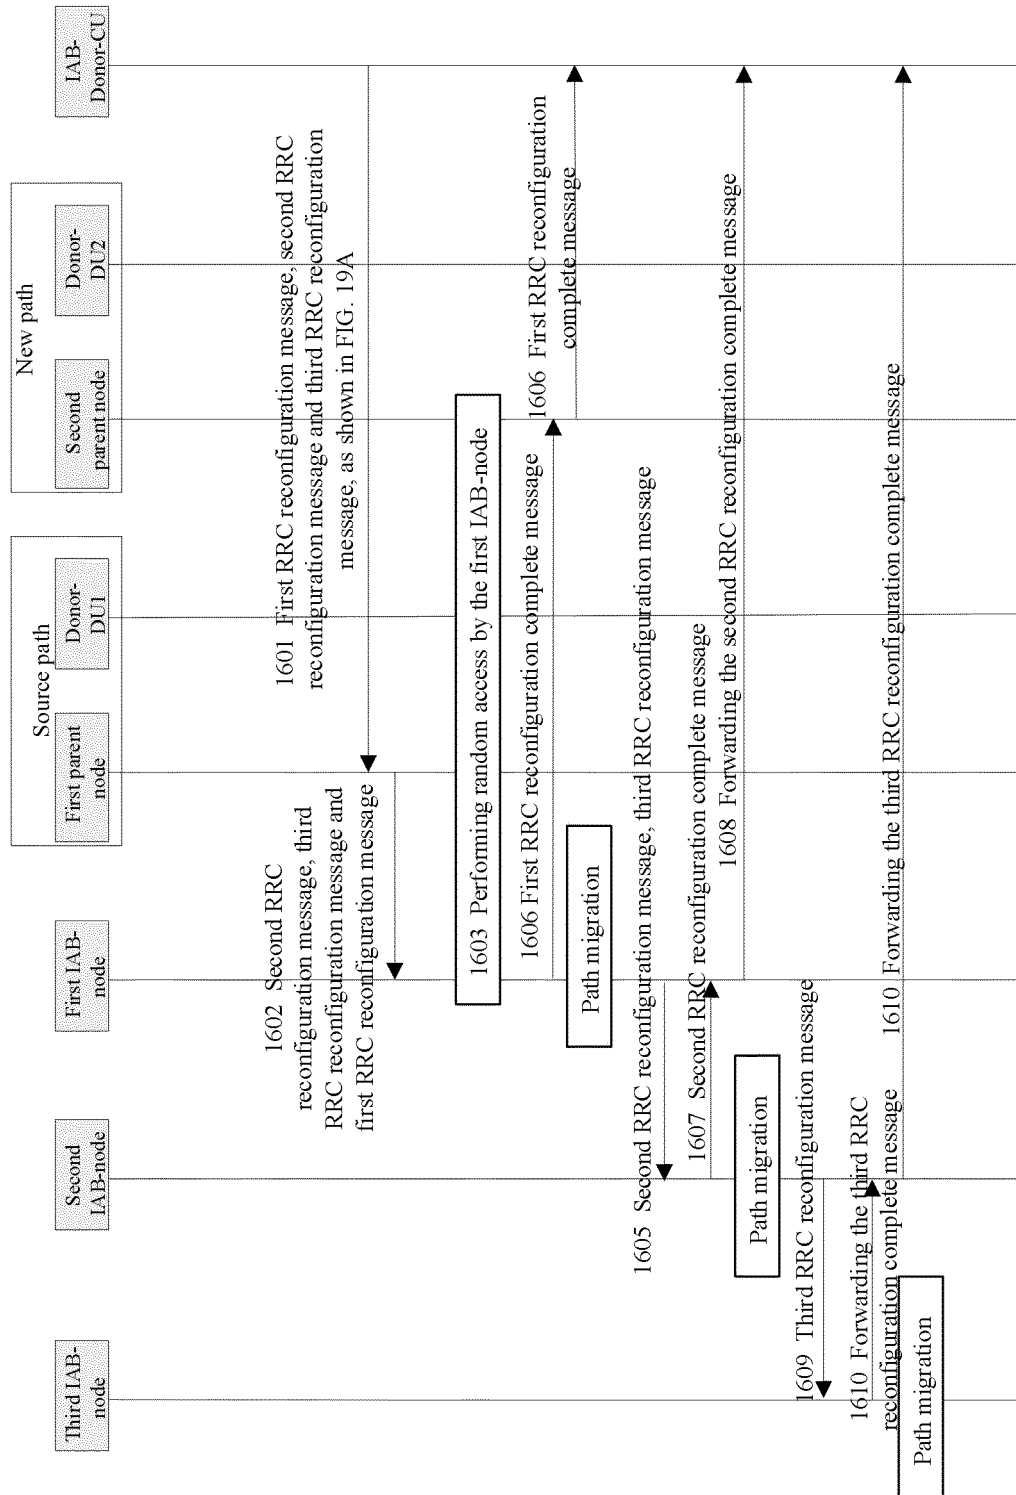 Source path
New path
Third IAB-
node
Second
IAB-node
First IAB-
node
First parent
node
Donor-
DU1
Second
parent node
Donor-
DU2
IAB-
Donor-CU
1601 First RRC reconfiguration message, second RRC
reconfiguration message and third RRC reconfiguration
message, as shown in FIG. 19A
1602 Second RRC
reconfiguration message, third
RRC reconfiguration message and
first RRC reconfiguration message
1603 Performing random access by the first IAB-node
1606 First RRC reconfiguration complete message
1606 First RRC reconfiguration
complete message
Path migration
1605 Second RRC reconfiguration message, third RRC reconfiguration message
1607 Second RRC reconfiguration complete message
1608 Forwarding the second RRC reconfiguration complete message
Path migration
1609 Third RRC reconfiguration message
1610 Forwarding the third RRC
reconfiguration complete message
1610 Forwarding the third RRC reconfiguration complete message
Path migration